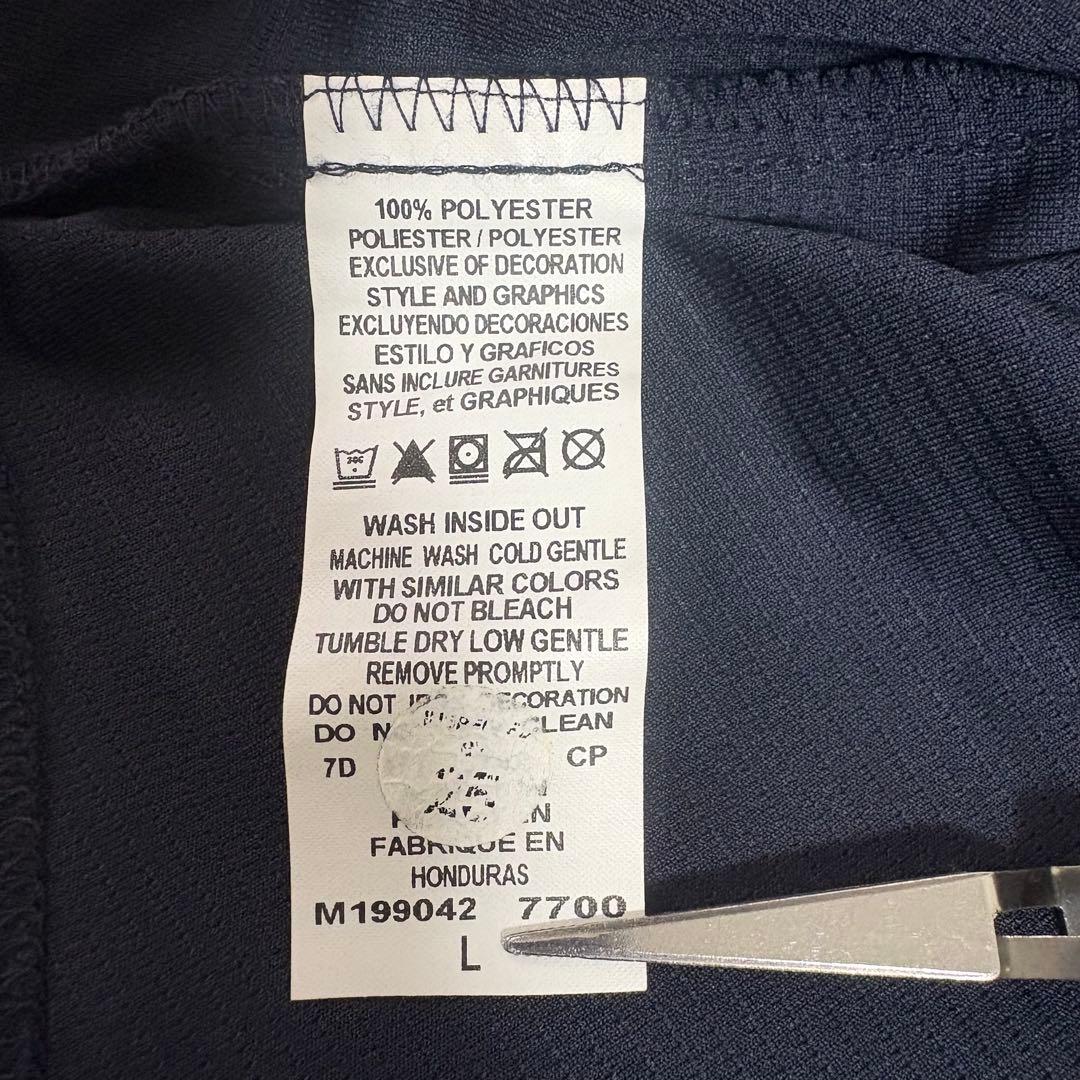 100% POLYESTER
POLIESTER / POLYESTER
EXCLUSIVE OF DECORATION
STYLE AND GRAPHICS
EXCLUYENDO DECORACIONES
ESTILO Y GRAFICOS
SANS INCLURE GARNITURES
STYLE, et GRAPHIQUES
WASH INSIDE OUT
MACHINE WASH COLD GENTLE
WITH SIMILAR COLORS
DO NOT BLEACH
TUMBLE DRY LOW GENTLE
REMOVE PROMPTLY
DO NOT
DO
7D CP
FABRIQUE EN
HONDURAS
M199042 7700
L